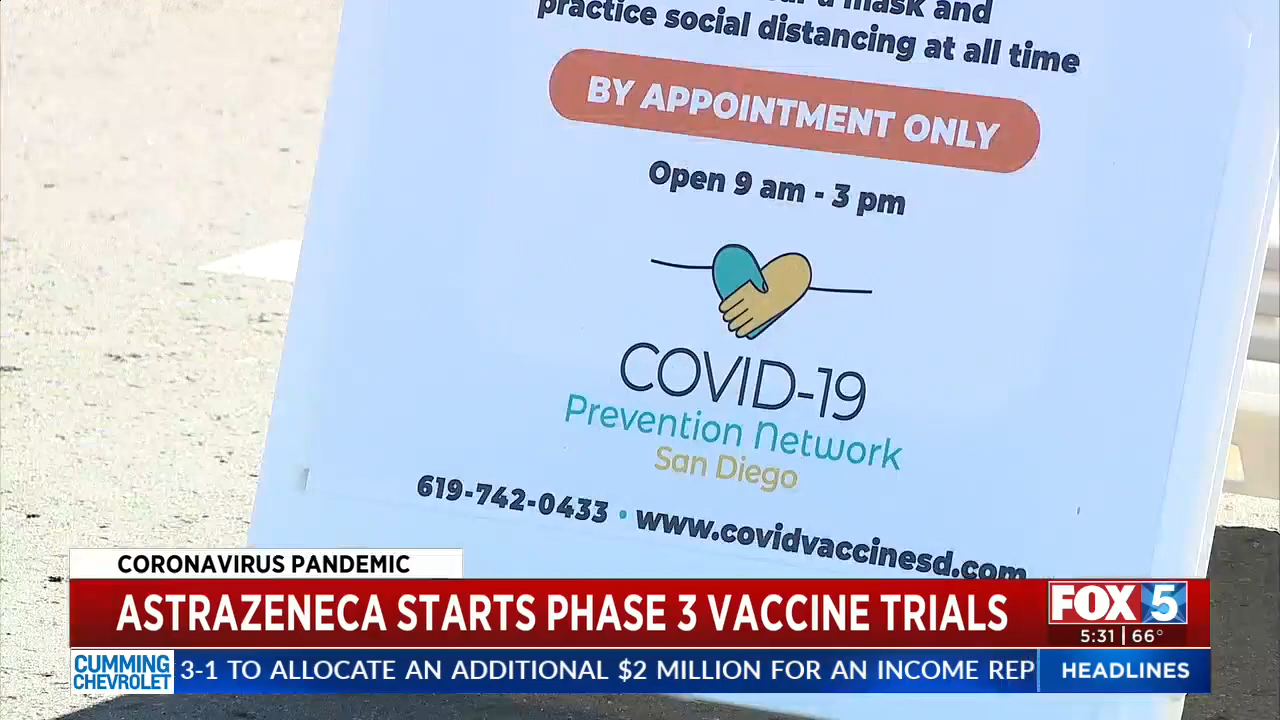 mask and
practice social distancing at all time
BY APPOINTMENT ONLY
Open 9 am - 3 pm
COVID-19
Prevention Network
San Diego
619-742-0433 • www.covidvaccinesd.com
CORONAVIRUS PANDEMIC
ASTRAZENECA STARTS PHASE 3 VACCINE TRIALS
FOX 5
5:31 | 66°
CUMMING
CHEVROLET
3-1 TO ALLOCATE AN ADDITIONAL $2 MILLION FOR AN INCOME REP
HEADLINES